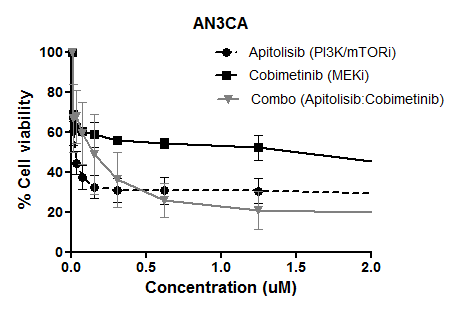 AN3CA
Apitolisib (PI3K/mTORi)
Cobimetinib (MEKi)
Combo (Apitolisib:Cobimetinib)
% Cell viability
100
80
60
40
20
0
0.0 0.5 1.0 1.5 2.0
Concentration (uM)